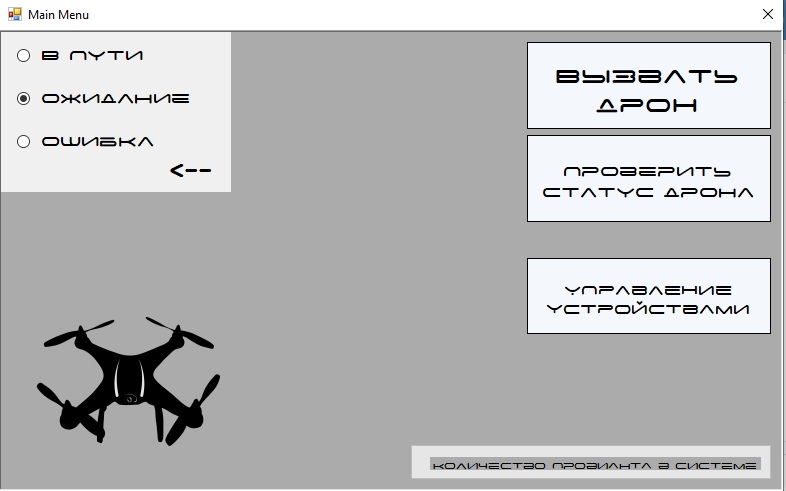 Main Menu
В ПУТИ
ОЖИДАНИЕ
ОШИБКА
<--
ВЫЗВАТЬ
ДРОН
ПРОВЕРИТЬ
СТАТУС ДРОНА
УПРАВЛЕНИЕ
УСТРОЙСТВАМИ
КОЛИЧЕСТВО ПРОВИАНТА В СИСТЕМЕ